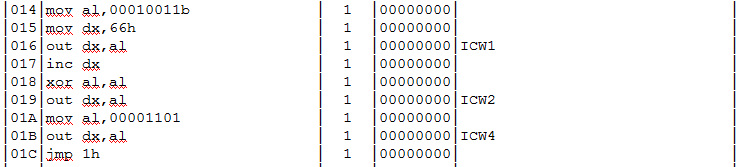 |014|mov al,00010011b | 1 |00000000| |
|015|mov dx,66h | 1 |00000000| |
|016|out dx,al | 1 |00000000|ICW1 |
|017|inc dx | 1 |00000000| |
|018|xor al,al | 1 |00000000| |
|019|out dx,al | 1 |00000000|ICW2 |
|01A|mov al,00001101 | 1 |00000000| |
|01B|out dx,al | 1 |00000000|ICW4 |
|01C|jmp 1h | 1 |00000000| |